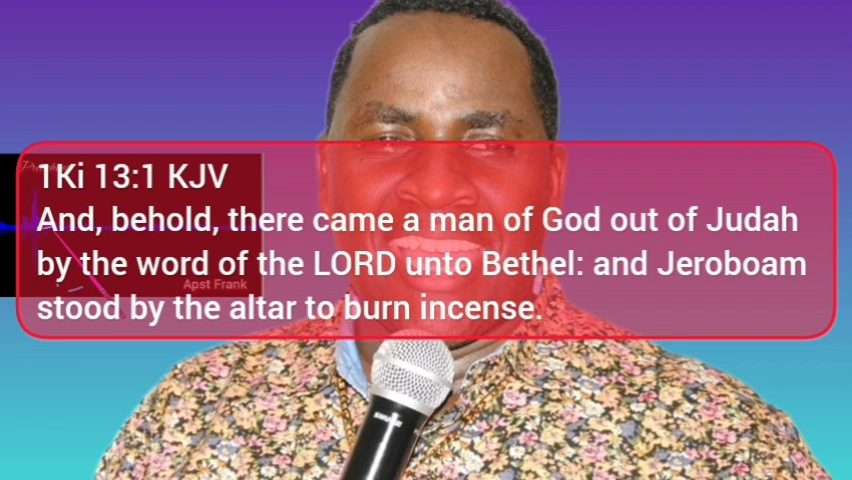 1Ki 13:1 KJV
And, behold, there came a man of God out of Judah
by the word of the LORD unto Bethel: and Jeroboam
stood by the altar to burn incense.
Apst Frank
SHURE